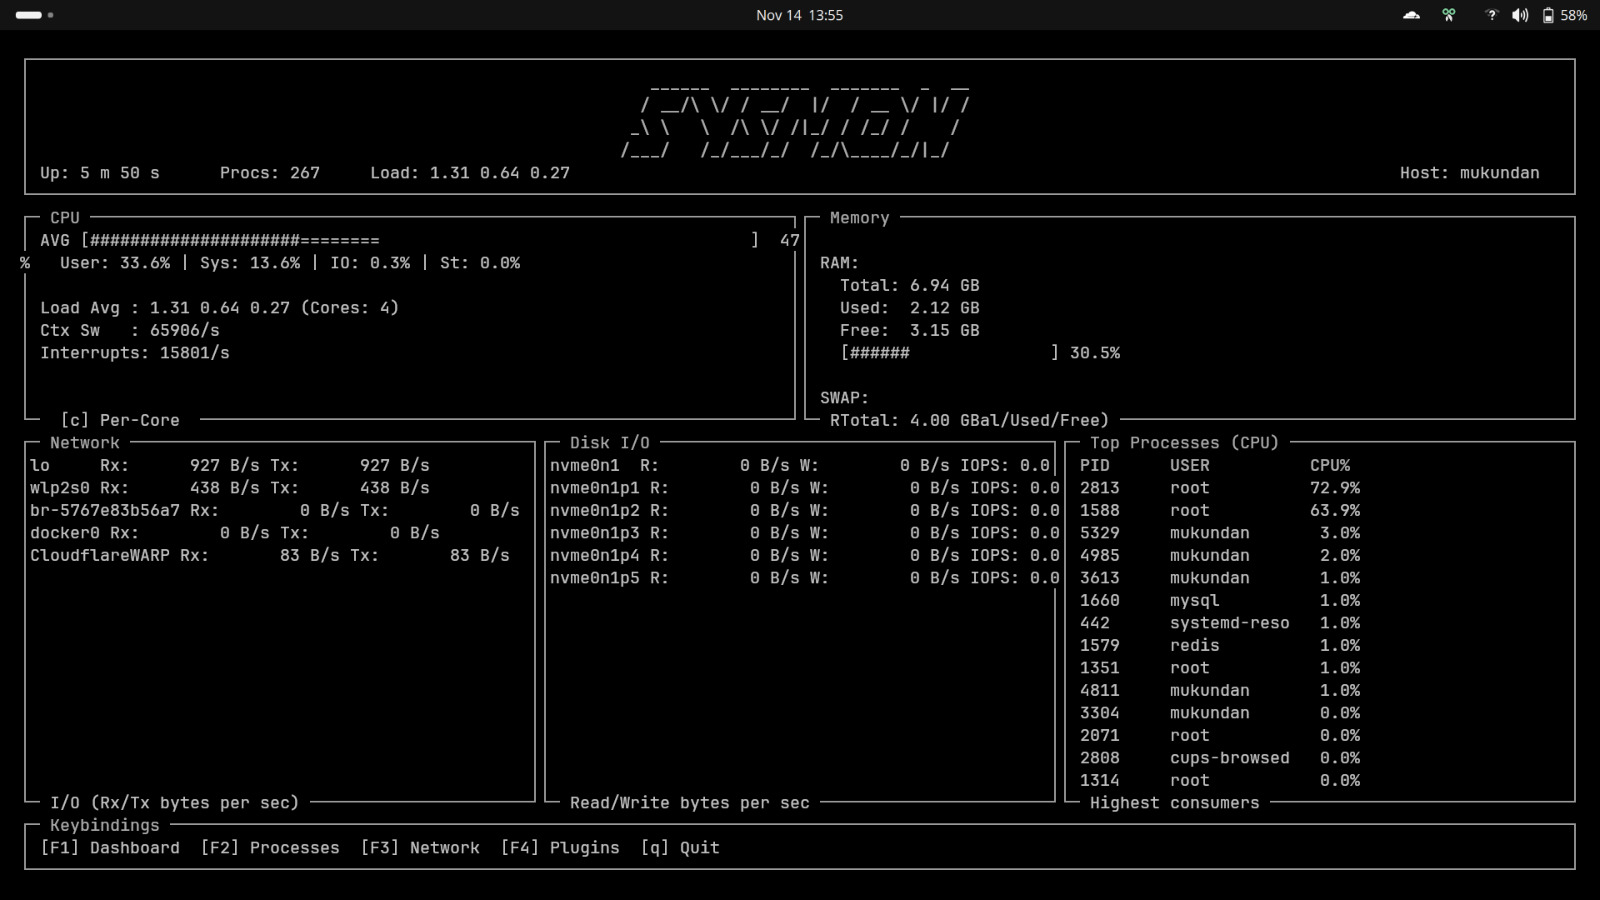 Nov 14 13:55
58%
Up: 5 m 50 s Procs: 267 Load: 1.31 0.64 0.27 Host: mukundan
CPU
AVG [#####################========] 47
% User: 33.6% | Sys: 13.6% | IO: 0.3% | St: 0.0%
Load Avg : 1.31 0.64 0.27 (Cores: 4)
Ctx Sw : 65906/s
Interrupts: 15801/s
[c] Per-Core
Memory
RAM:
Total: 6.94 GB
Used: 2.12 GB
Free: 3.15 GB
[###### ] 30.5%
SWAP:
RTotal: 4.00 GBal/Used/Free)
Network
lo Rx: 927 B/s Tx: 927 B/s
wlp2s0 Rx: 438 B/s Tx: 438 B/s
br-5767e83b56a7 Rx: 0 B/s Tx: 0 B/s
docker0 Rx: 0 B/s Tx: 0 B/s
CloudflareWARP Rx: 83 B/s Tx: 83 B/s
I/O (Rx/Tx bytes per sec)
Disk I/O
nvme0n1 R: 0 B/s W: 0 B/s IOPS: 0.0
nvme0n1p1 R: 0 B/s W: 0 B/s IOPS: 0.0
nvme0n1p2 R: 0 B/s W: 0 B/s IOPS: 0.0
nvme0n1p3 R: 0 B/s W: 0 B/s IOPS: 0.0
nvme0n1p4 R: 0 B/s W: 0 B/s IOPS: 0.0
nvme0n1p5 R: 0 B/s W: 0 B/s IOPS: 0.0
Read/Write bytes per sec
Top Processes (CPU)
PID USER CPU%
2813 root 72.9%
1588 root 63.9%
5329 mukundan 3.0%
4985 mukundan 2.0%
3613 mukundan 1.0%
1660 mysql 1.0%
442 systemd-reso 1.0%
1579 redis 1.0%
1351 root 1.0%
4811 mukundan 1.0%
3304 mukundan 0.0%
2071 root 0.0%
2808 cups-browsed 0.0%
1314 root 0.0%
Highest consumers
Keybindings
[F1] Dashboard [F2] Processes [F3] Network [F4] Plugins [q] Quit